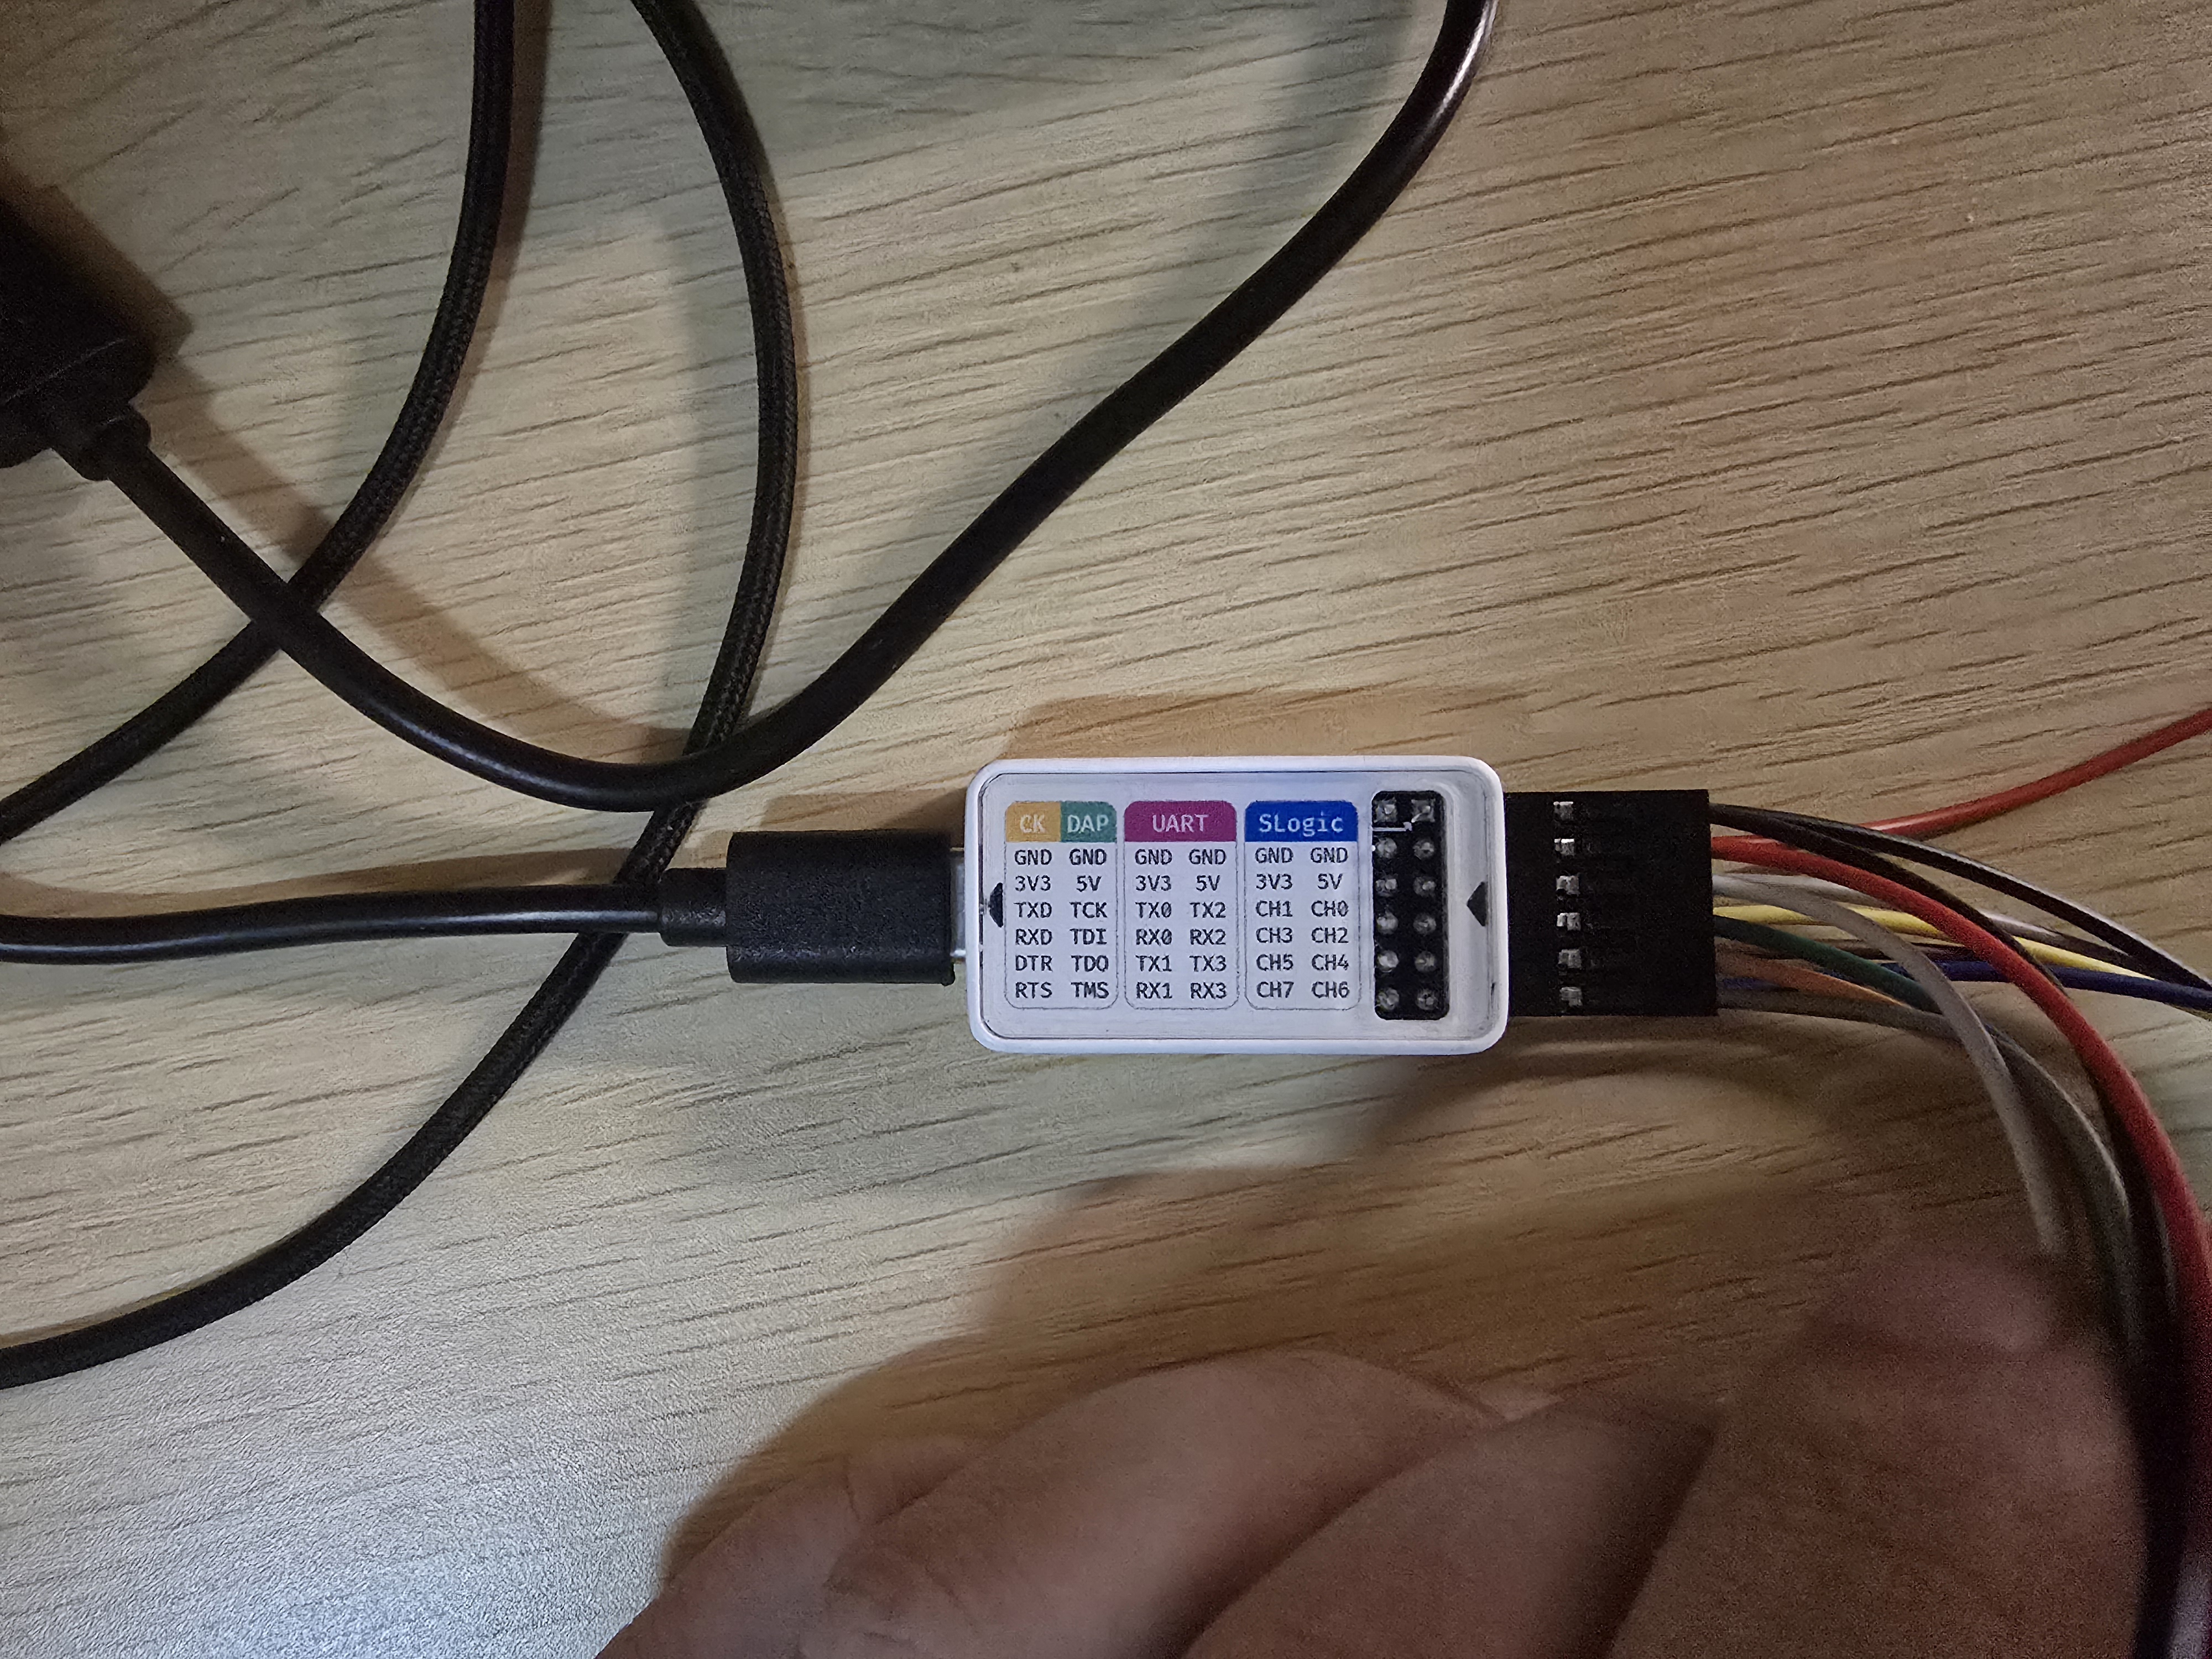 CK DAP
GND GND
3V3 5V
TXD TCK
RXD TDI
DTR TDO
RTS TMS
UART
GND GND
3V3 5V
TX0 TX2
RX0 RX2
TX1 TX3
RX1 RX3
SLogic
GND GND
3V3 5V
CH1 CH0
CH3 CH2
CH5 CH4
CH7 CH6